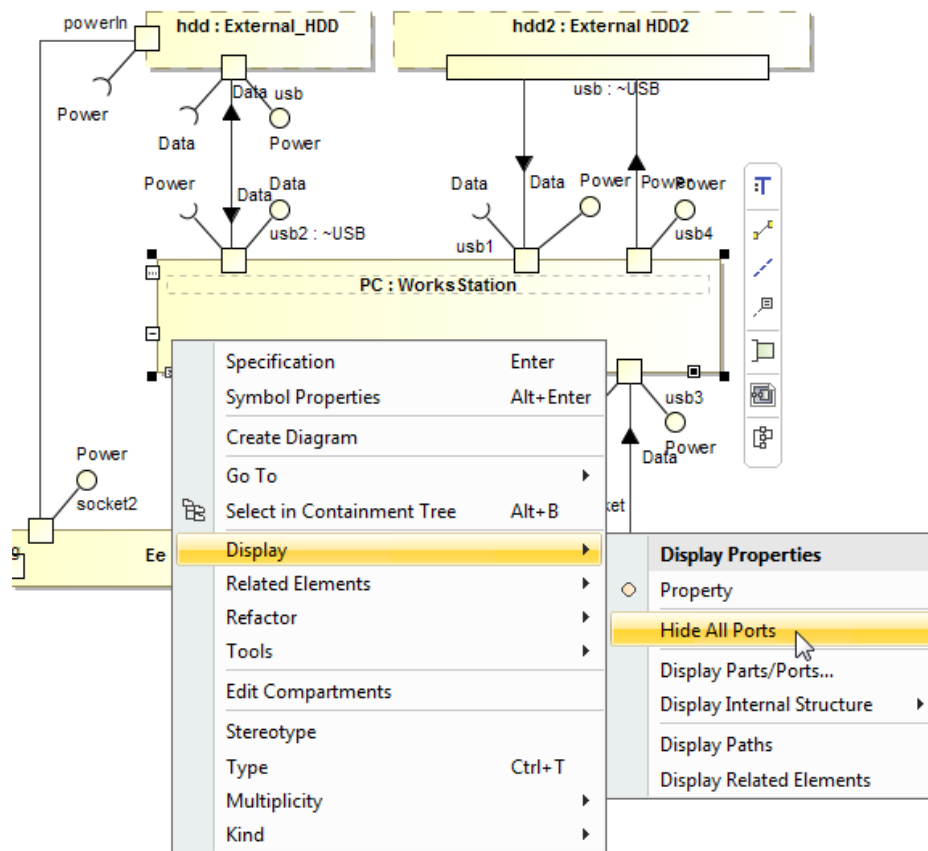 powerIn
hdd : External_HDD
hdd2 : External HDD2
Data
usb
usb : ~USB
Power
Data
Power
Power
Data
Data
Data
Data
Power
Power
Power
usb2 : ~USB
usb1
usb4
PC : WorksStation
Specification Enter
Symbol Properties Alt+Enter
usb3
Create Diagram
Data
Power
Power
Go To
socket2
Select in Containment Tree Alt+B
ket
Ee
Display
Display Properties
Related Elements
Property
Refactor
Hide All Ports
Tools
Display Parts/Ports...
Edit Compartments
Display Internal Structure
Stereotype
Display Paths
Type Ctrl+T
Display Related Elements
Multiplicity
Kind